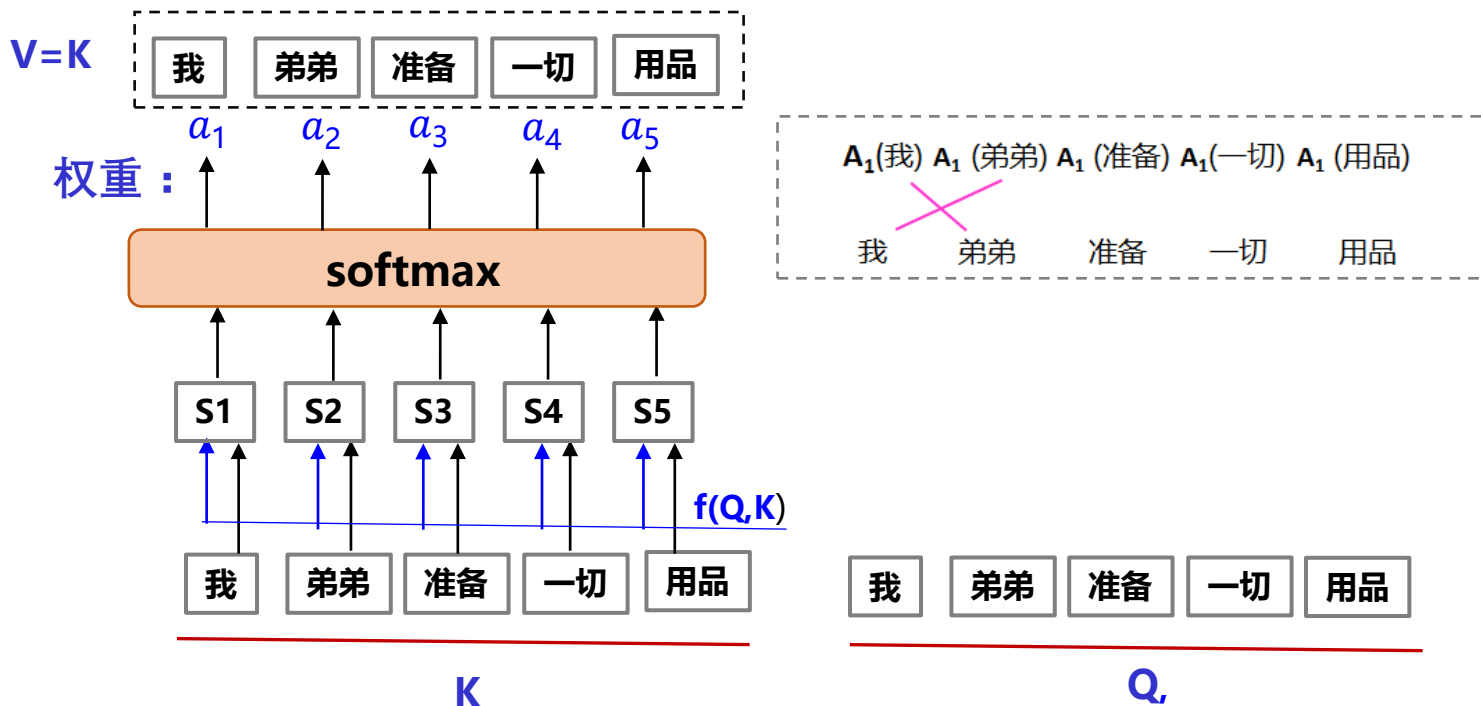 V=K
我 弟弟 准备 一切 用品
a₁ a₂ a₃ a₄ a₅
权重：
A₁(我) A₁ (弟弟) A₁ (准备) A₁(一切) A₁ (用品)
我 弟弟 准备 一切 用品
softmax
S1 S2 S3 S4 S5
f(Q,K)
我 弟弟 准备 一切 用品
我 弟弟 准备 一切 用品
K
Q,